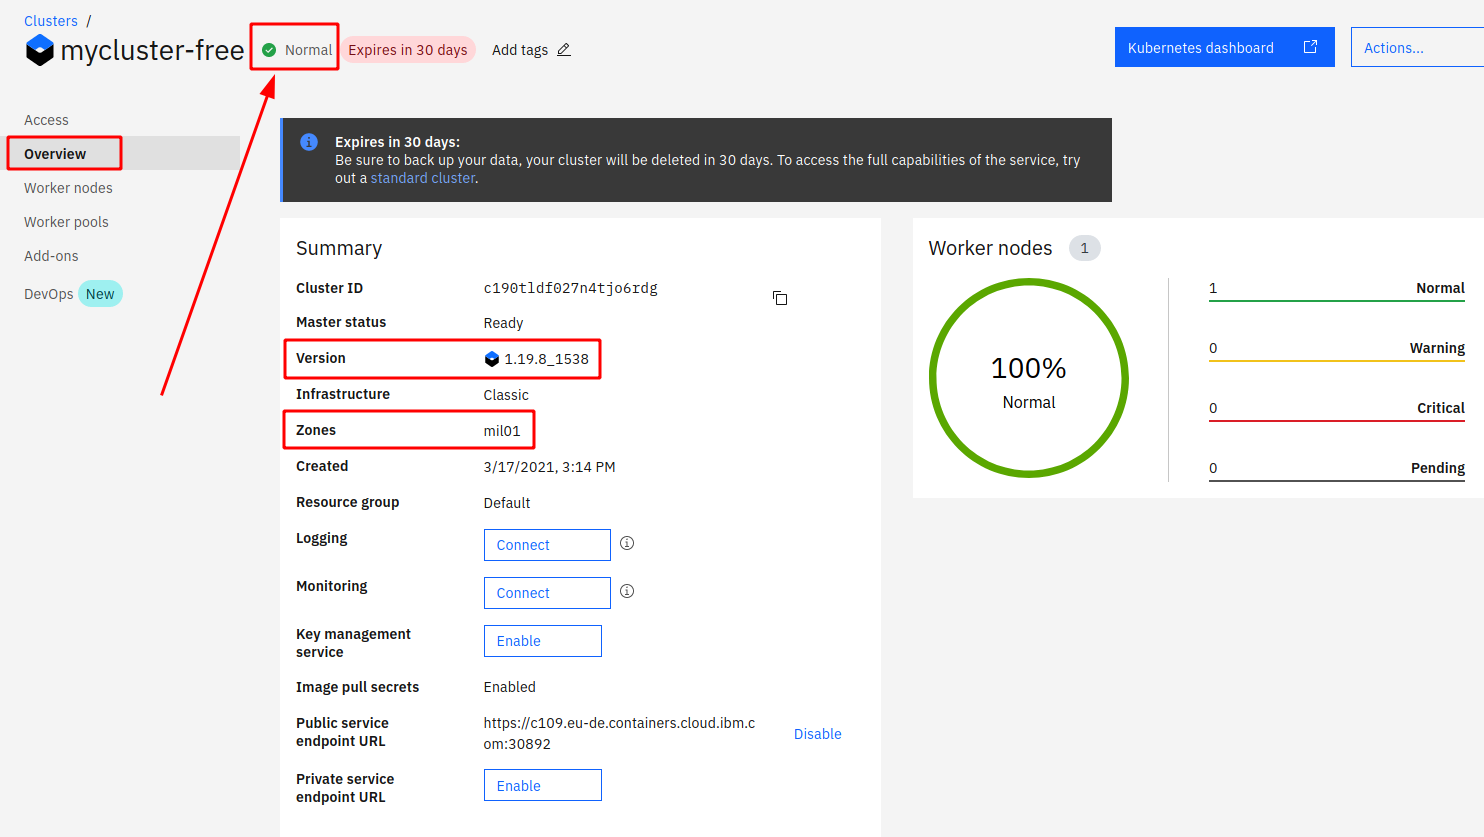 Clusters /
mycluster-free Normal Expires in 30 days Add tags
Kubernetes dashboard
Actions...
Access
Overview
Worker nodes
Worker pools
Add-ons
DevOps New
Expires in 30 days:
Be sure to back up your data, your cluster will be deleted in 30 days. To access the full capabilities of the service, try
out a standard cluster.
Summary
Cluster ID c190tldf027n4tjo6rdg
Master status Ready
Version 1.19.8_1538
Infrastructure Classic
Zones mil01
Created 3/17/2021, 3:14 PM
Resource group Default
Logging Connect
Monitoring Connect
Key management
service
Enable
Image pull secrets Enabled
Public service
endpoint URL
https://c109.eu-de.containers.cloud.ibm.c
om:30892
Disable
Private service
endpoint URL
Enable
Worker nodes 1
100%
Normal
1 Normal
0 Warning
0 Critical
0 Pending